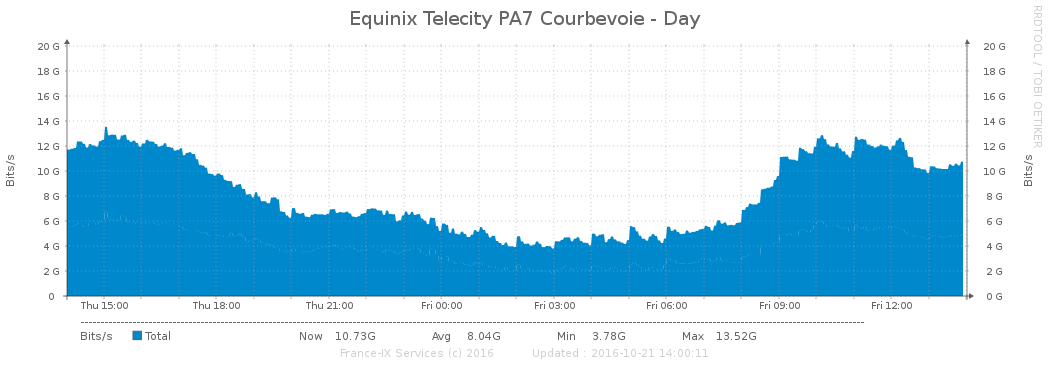 Equinix Telecity PA7 Courbevoie - Day
RRDTOOL / TOBI OETIKER
20 G 20 G
18 G 18 G
16 G 16 G
14 G 14 G
12 G 12 G
10 G 10 G
8 G 8 G
6 G 6 G
4 G 4 G
2 G 2 G
0 0 G
Bits/s
Bits/s
Thu 15:00 Thu 18:00 Thu 21:00 Fri 00:00 Fri 03:00 Fri 06:00 Fri 09:00 Fri 12:00
Bits/s Total Now 10.73G Avg 8.04G Min 3.78G Max 13.52G
France-IX Services (c) 2016 Updated : 2016-10-21 14:00:11